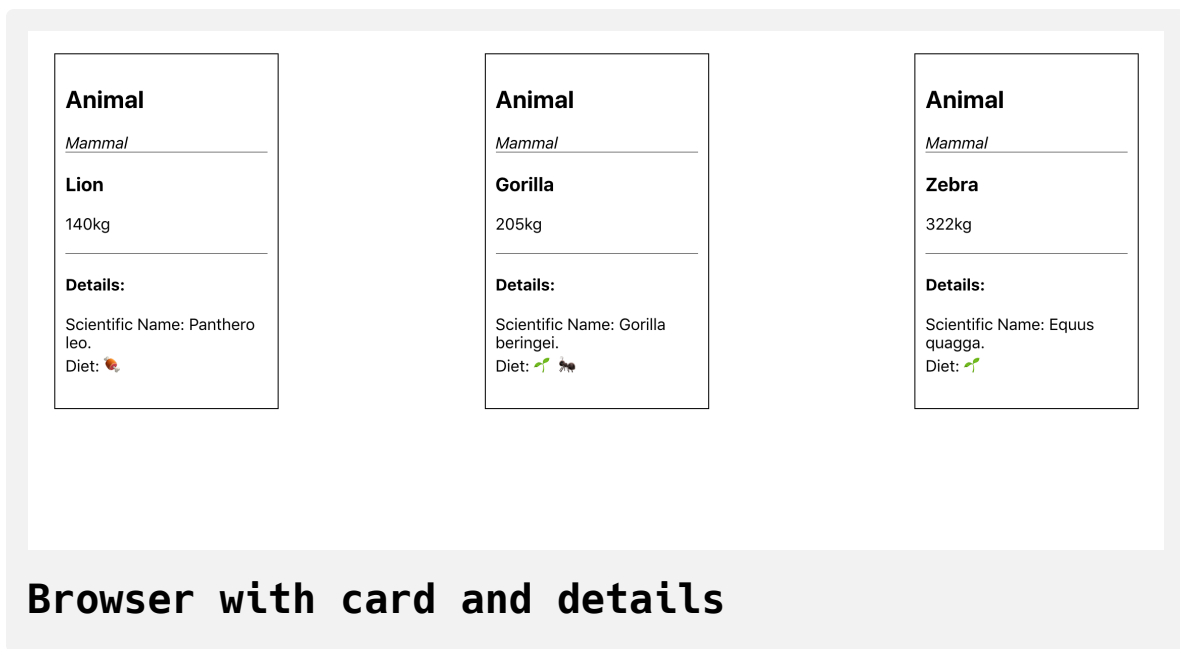 Animal
Mammal
Lion
140kg
Details:
Scientific Name: Panthero
leo.
Diet: 🍖
Animal
Mammal
Gorilla
205kg
Details:
Scientific Name: Gorilla
beringei.
Diet: 🌱 🐜
Animal
Mammal
Zebra
322kg
Details:
Scientific Name: Equus
quagga.
Diet: 🌱
Browser with card and details